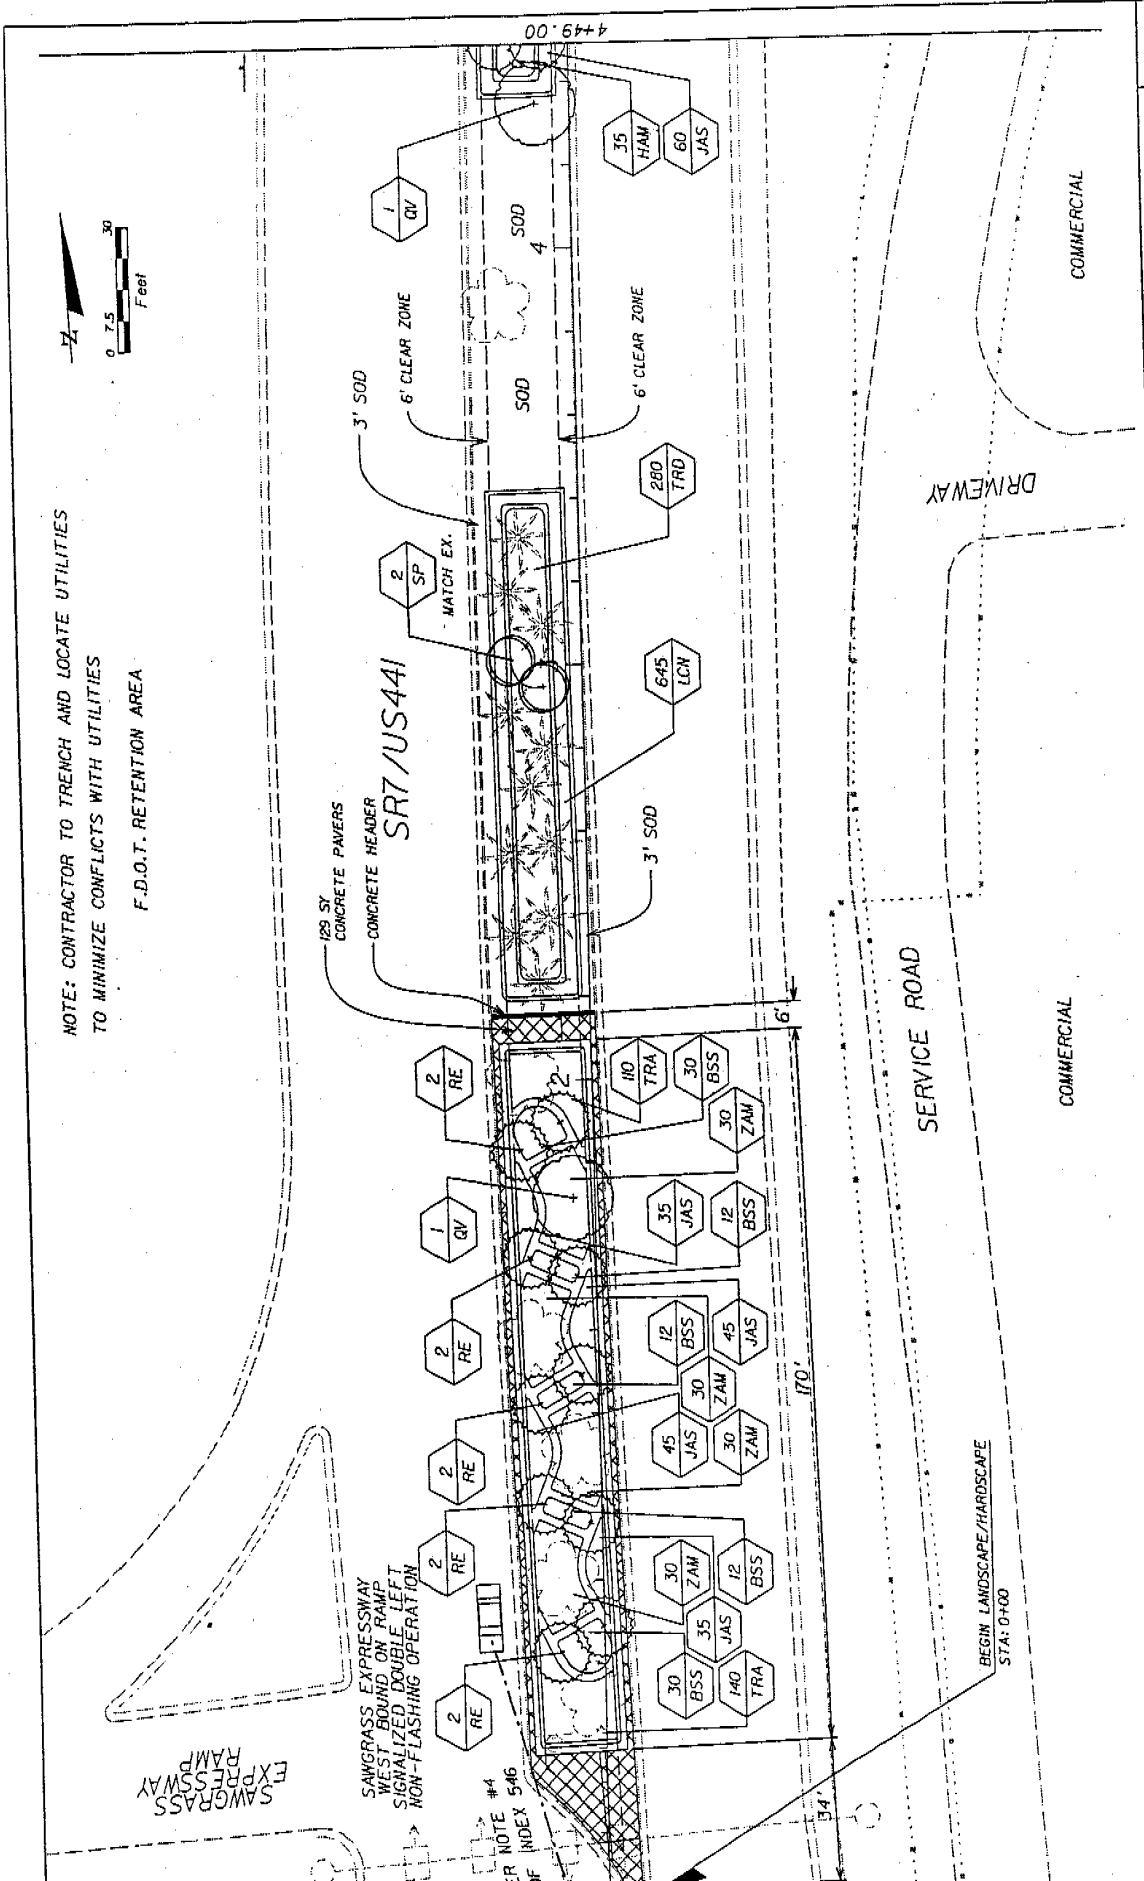 4+49.00
NOTE: CONTRACTOR TO TRENCH AND LOCATE UTILITIES
TO MINIMIZE CONFLICTS WITH UTILITIES
F.D.O.T. RETENTION AREA
N
0 7.5 30
Feet
1
QV
35
HAM
60
JAS
SOD
4
COMMERCIAL
6' CLEAR ZONE
6' CLEAR ZONE
SOD
3' SOD
280
TRD
DRIVEWAY
2
SP
MATCH EX.
SR7/US441
645
LCN
129 SY
CONCRETE PAVERS
CONCRETE HEADER
3' SOD
6'
SERVICE ROAD
COMMERCIAL
2
RE
2
110
TRA
30
BSS
30
ZAM
1
QV
35
JAS
12
BSS
2
RE
12
BSS
45
JAS
30
ZAM
170'
2
RE
45
JAS
30
ZAM
2
RE
30
ZAM
12
BSS
35
JAS
2
RE
30
BSS
140
TRA
BEGIN LANDSCAPE/HARDSCAPE
STA: 0+00
SAWGRASS EXPRESSWAY
WEST BOUND ON RAMP
SIGNALIZED DOUBLE LEFT
NON-FLASHING OPERATION
SAWGRASS
EXPRESSWAY
RAMP
ER NOTE #4
OF INDEX 546
34'